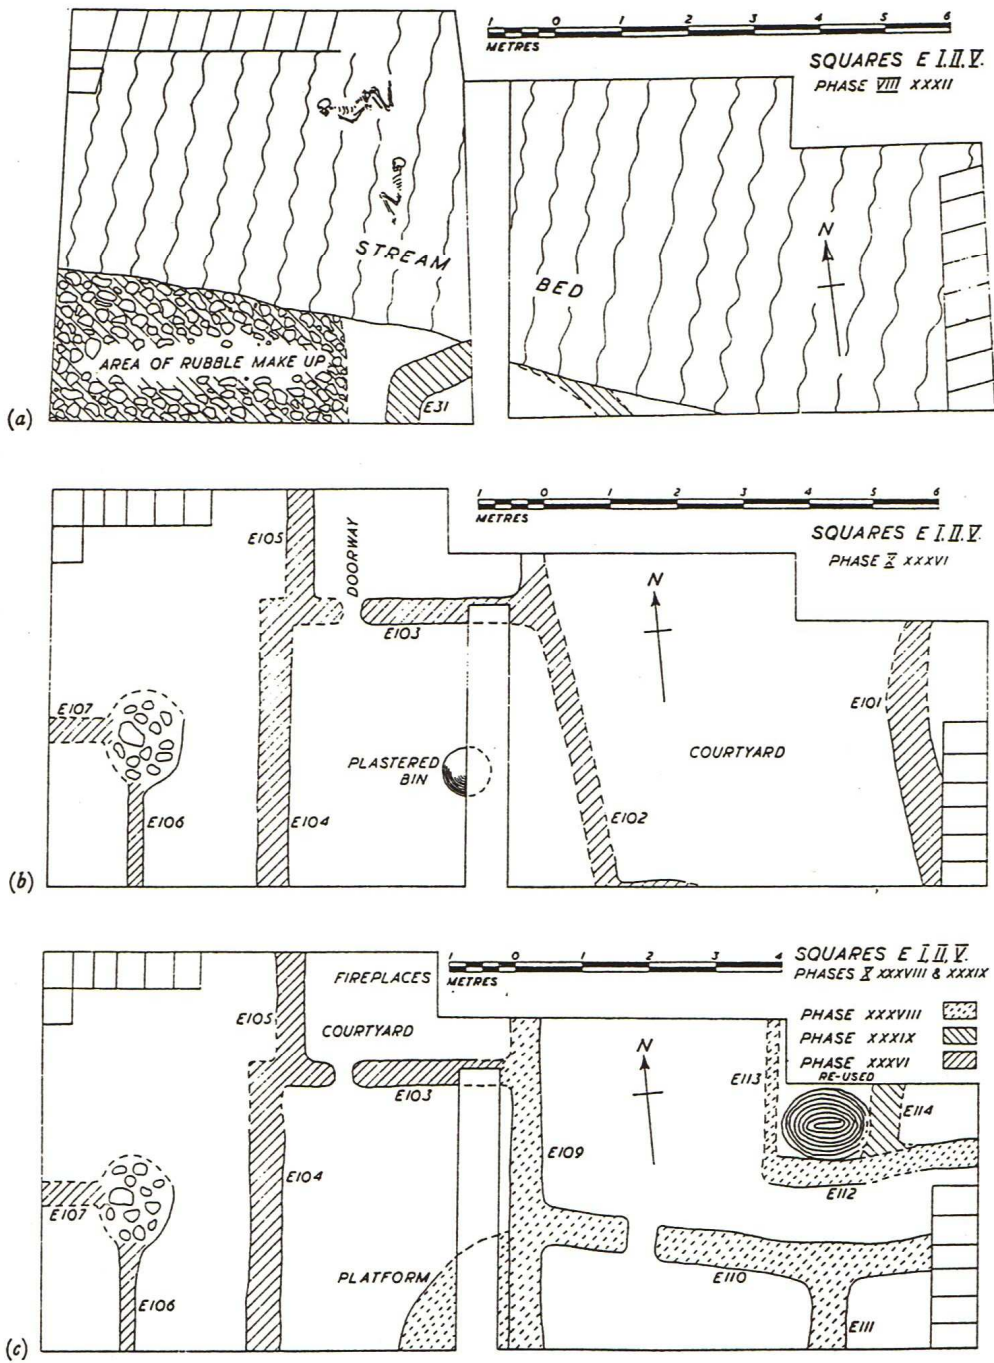 1 0 1 2 3 4 5 6
METRES
SQUARES E I.II.V.
PHASE VIII XXXII
N
STREAM
BED
AREA OF RUBBLE MAKE UP
E31
(a)
1 0 1 2 3 4 5 6
METRES
SQUARES E I.II.V.
PHASE X XXXVI
E105
DOORWAY
N
E103
E107
E101
PLASTERED
BIN
COURTYARD
E106
E104
E102
(b)
1 0 1 2 3 4
METRES
SQUARES E I.II.V.
PHASES X XXXVIII & XXXIX
FIREPLACES
PHASE XXXVIII
E105
COURTYARD
PHASE XXXIX
N
PHASE XXXVI
RE-USED
E103
E113
E114
E109
E104
E107
E112
PLATFORM
E110
E106
E111
(c)